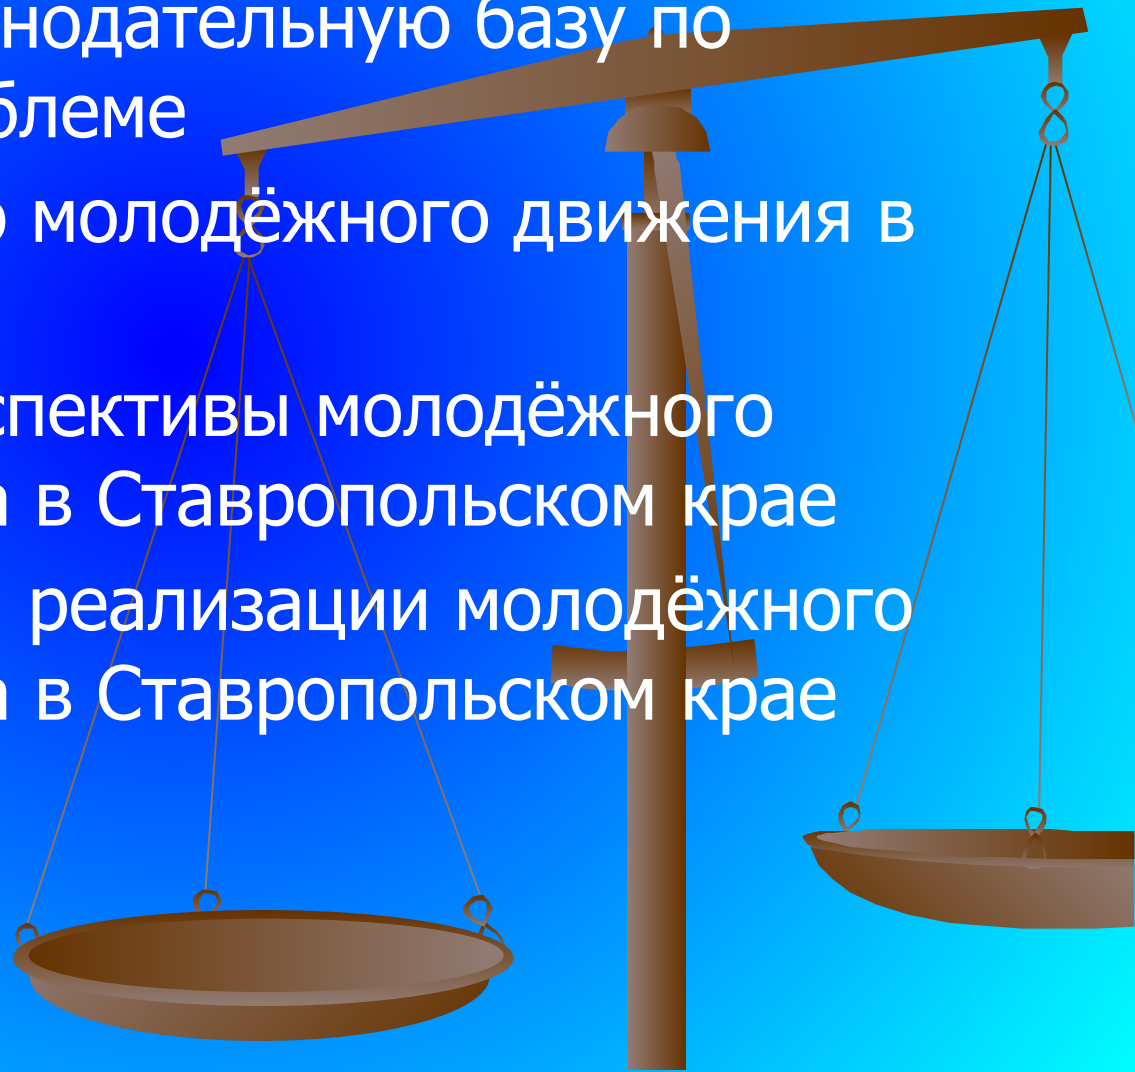 нодательную базу по
блеме
о молодёжного движения в
спективы молодёжного
а в Ставропольском крае
реализации молодёжного
а в Ставропольском крае